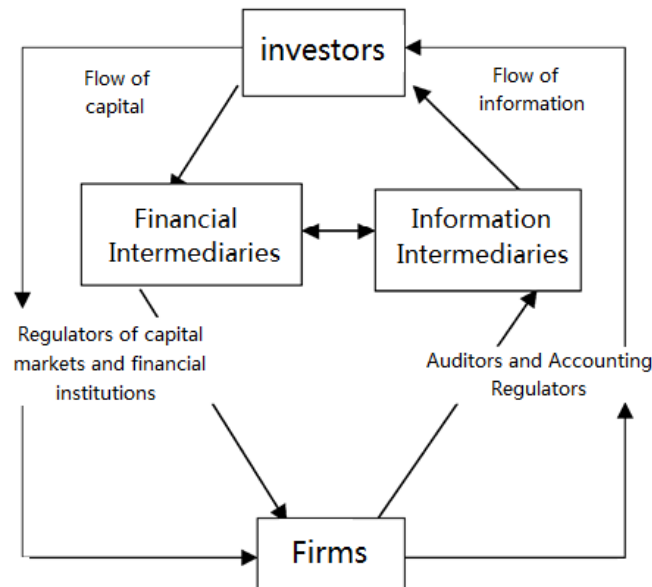 investors
Flow of
capital
Flow of
information
Financial
Intermediaries
Information
Intermediaries
Regulators of capital
markets and financial
institutions
Auditors and Accounting
Regulators
Firms